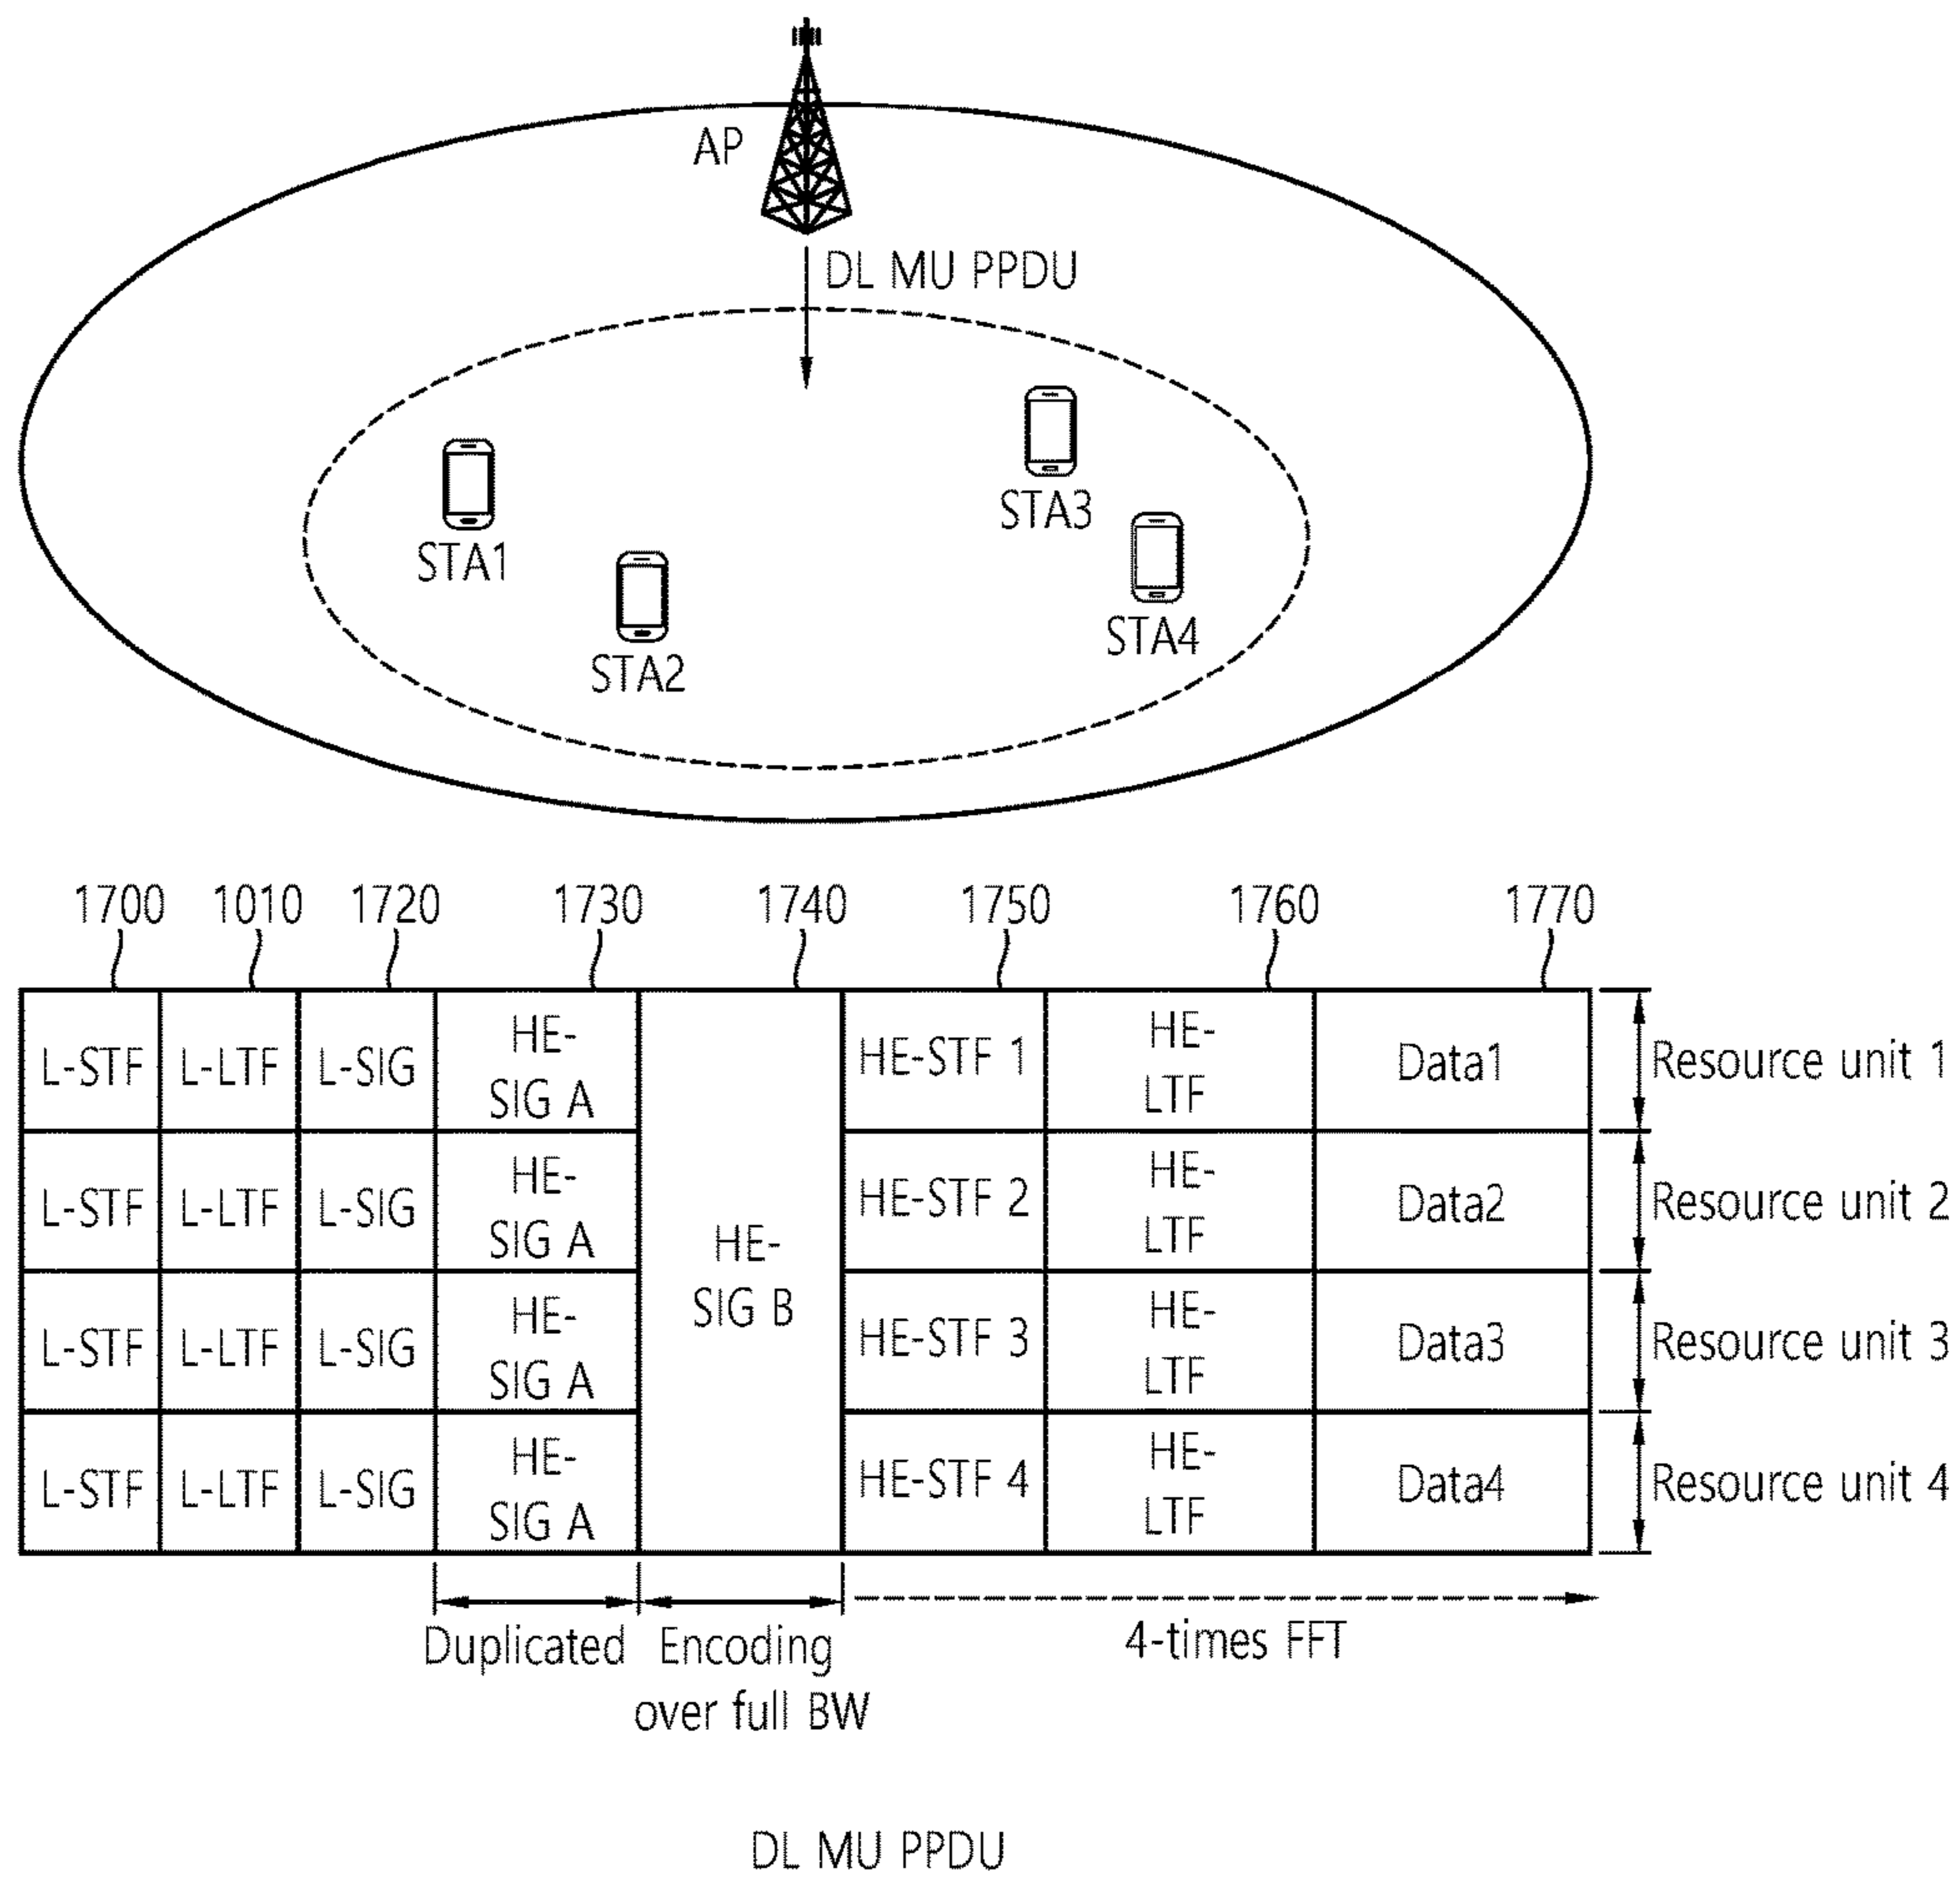 AP
DL MU PPDU
STA1
STA2
STA3
STA4
1700 1010 1720 1730 1740 1750 1760 1770
L-STF L-LTF L-SIG HE-
SIG A HE-STF 1 HE-
LTF Data1 Resource unit 1
L-STF L-LTF L-SIG HE-
SIG A HE-STF 2 HE-
LTF Data2 Resource unit 2
HE-
SIG B
L-STF L-LTF L-SIG HE-
SIG A HE-STF 3 HE-
LTF Data3 Resource unit 3
L-STF L-LTF L-SIG HE-
SIG A HE-STF 4 HE-
LTF Data4 Resource unit 4
Duplicated
Encoding
over full BW
4-times FFT
DL MU PPDU